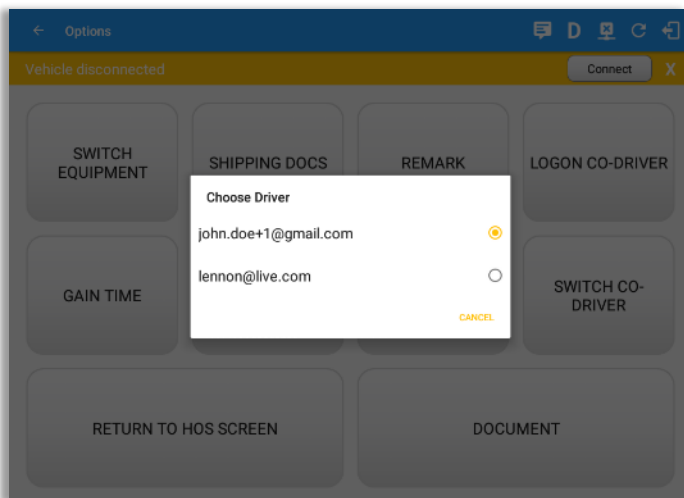 Options
D
Vehicle disconnected
Connect
X
SWITCH
EQUIPMENT
SHIPPING DOCS
REMARK
LOGON CO-DRIVER
Choose Driver
john.doe+1@gmail.com
lennon@live.com
CANCEL
GAIN TIME
SWITCH CO-
DRIVER
RETURN TO HOS SCREEN
DOCUMENT